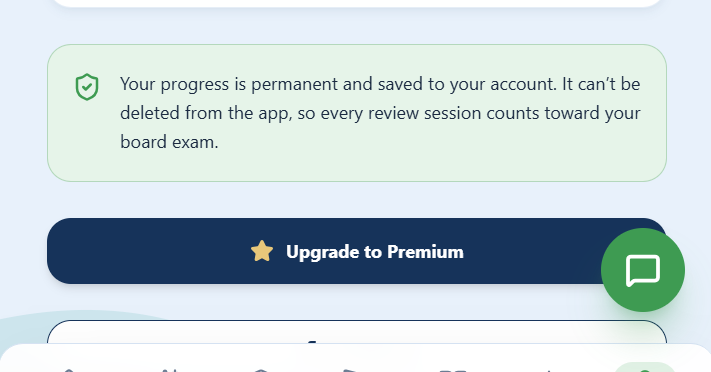 Your progress is permanent and saved to your account. It can’t be
deleted from the app, so every review session counts toward your
board exam.
Upgrade to Premium